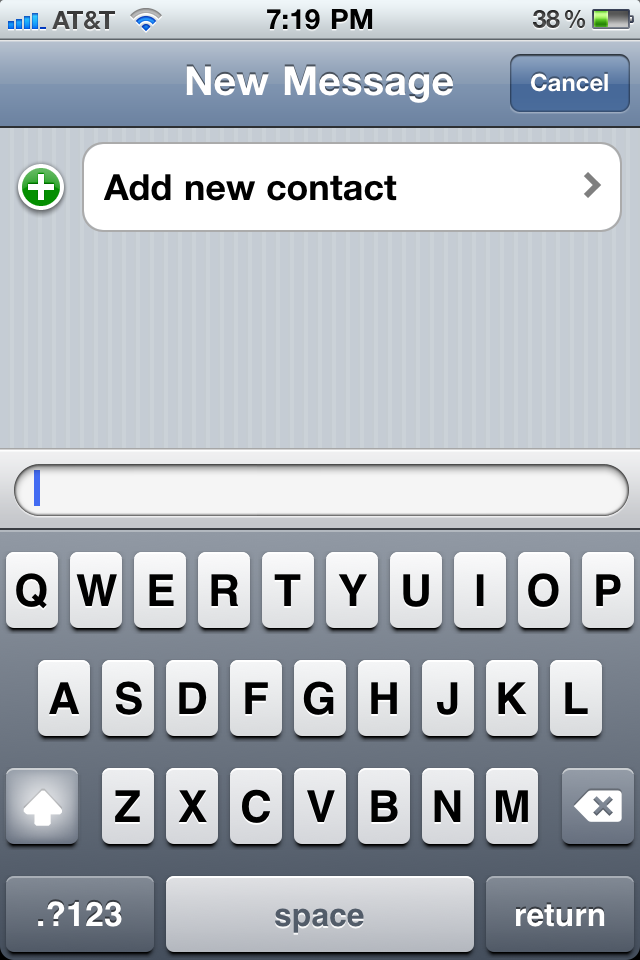 AT&T 7:19 PM 38 %
New Message Cancel
Add new contact
Q W E R T Y U I O P
A S D F G H J K L
Z X C V B N M
.?123 space return